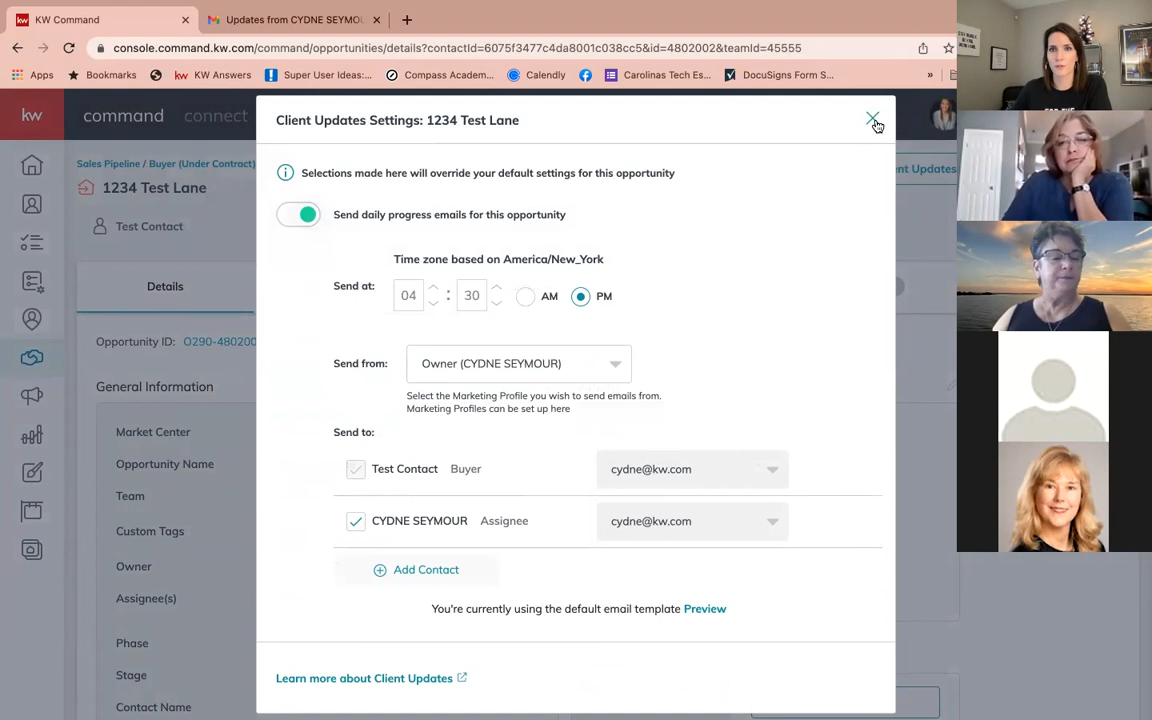 KW Command
Updates from CYDNE SEYMOU
console.command.kw.com/command/opportunities/details?contactId=6075f3477c4da8001c038cc5&id=4802002&teamId=45555
Apps
Bookmarks
kw KW Answers
Super User Ideas:...
Compass Academ...
Calendly
Carolinas Tech Es...
DocuSigns Form S...
»
kw
command connect
Client Updates Settings: 1234 Test Lane
Sales Pipeline / Buyer (Under Contract)
1234 Test Lane
ent Updates
Test Contact
Details
Opportunity ID: O290-480200
General Information
Market Center
Opportunity Name
Team
Custom Tags
Owner
Assignee(s)
Phase
Stage
Contact Name
Selections made here will override your default settings for this opportunity
Send daily progress emails for this opportunity
Time zone based on America/New_York
Send at: 04 : 30 AM PM
Send from: Owner (CYDNE SEYMOUR)
Select the Marketing Profile you wish to send emails from.
Marketing Profiles can be set up here
Send to:
Test Contact Buyer cydne@kw.com
CYDNE SEYMOUR Assignee cydne@kw.com
Add Contact
You're currently using the default email template Preview
Learn more about Client Updates